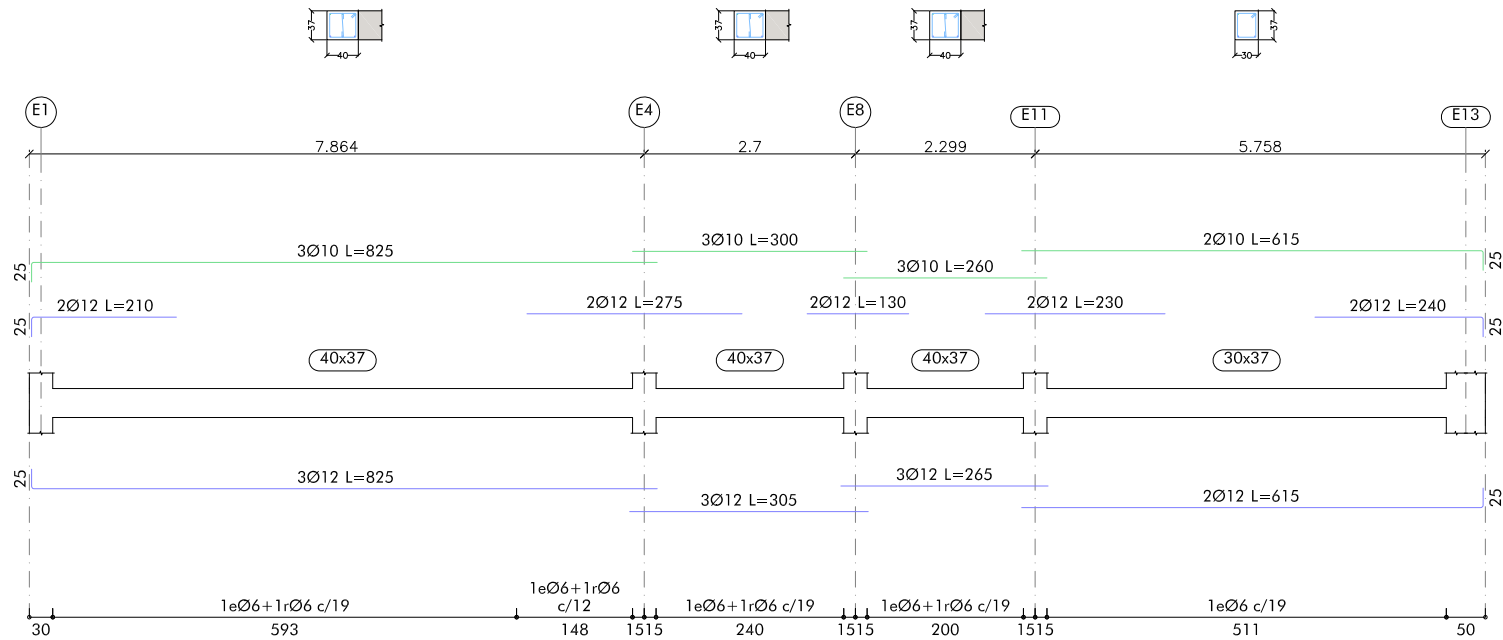 37 40
37 40
37 40
37 30
E1 E4 E8 E11 E13
7.864 2.7 2.299 5.758
3Ø10 L=825 3Ø10 L=300 2Ø10 L=615
25 3Ø10 L=260 25
2Ø12 L=210 2Ø12 L=275 2Ø12 L=130 2Ø12 L=230 2Ø12 L=240
25 25
40x37 40x37 40x37 30x37
25 3Ø12 L=825 3Ø12 L=265
3Ø12 L=305 2Ø12 L=615 25
1eØ6+1rØ6 c/19
1eØ6+1rØ6
c/12
1eØ6+1rØ6 c/19 1eØ6+1rØ6 c/19 1eØ6 c/19
30 593 148 1515 240 1515 200 1515 511 50